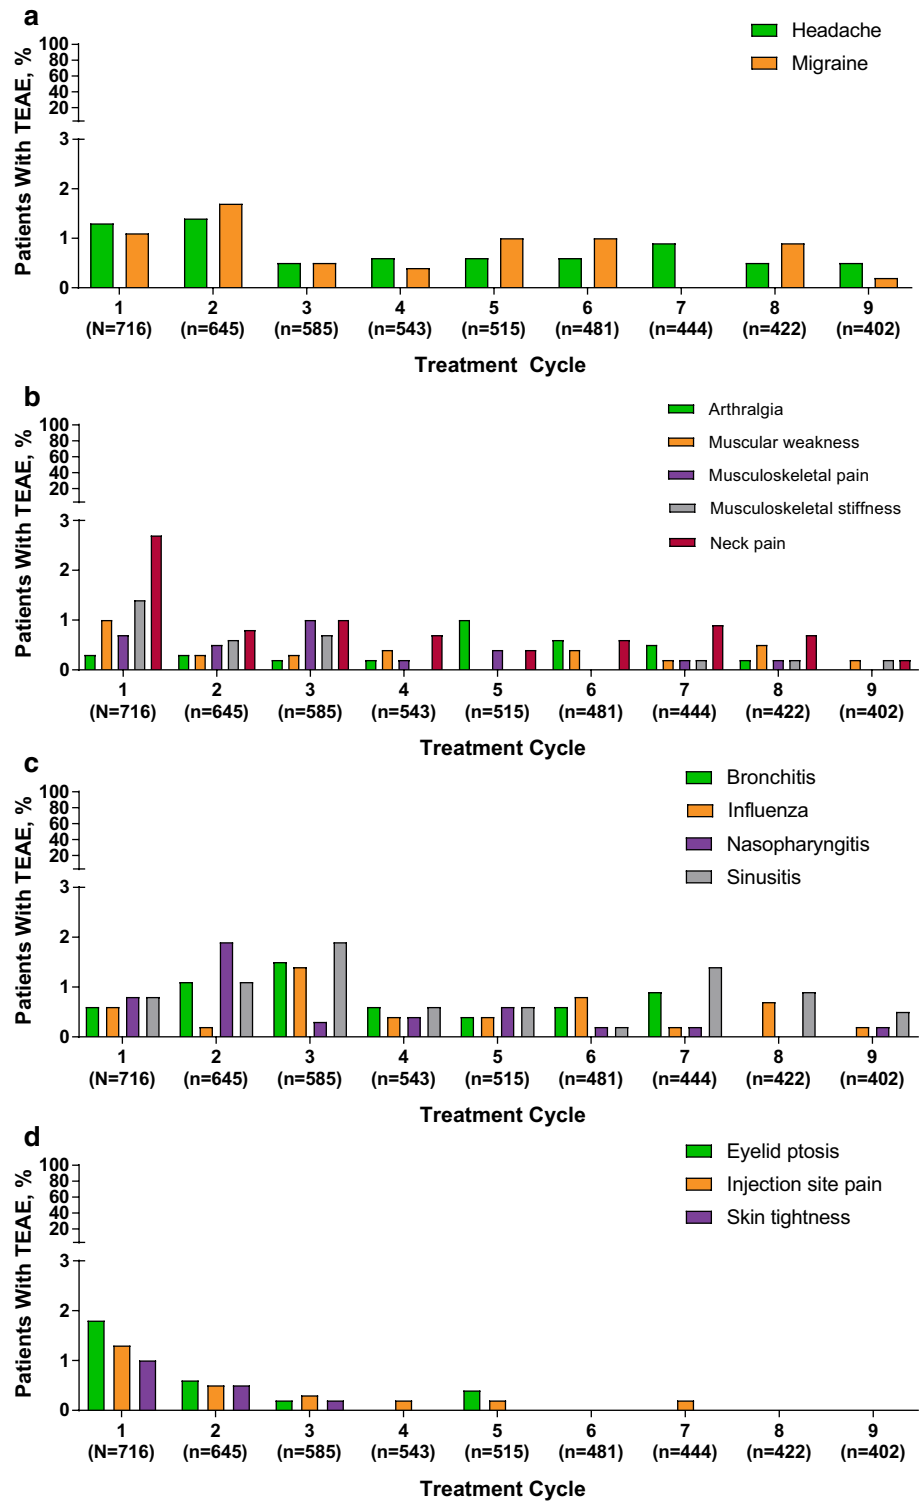 a
Patients With TEAE, %
100
80
60
40
20
3
2
1
0
Headache
Migraine
1 2 3 4 5 6 7 8 9
(N=716) (n=645) (n=585) (n=543) (n=515) (n=481) (n=444) (n=422) (n=402)
Treatment Cycle
b
Patients With TEAE, %
100
80
60
40
20
3
2
1
0
Arthralgia
Muscular weakness
Musculoskeletal pain
Musculoskeletal stiffness
Neck pain
1 2 3 4 5 6 7 8 9
(N=716) (n=645) (n=585) (n=543) (n=515) (n=481) (n=444) (n=422) (n=402)
Treatment Cycle
c
Patients With TEAE, %
100
80
60
40
20
3
2
1
0
Bronchitis
Influenza
Nasopharyngitis
Sinusitis
1 2 3 4 5 6 7 8 9
(N=716) (n=645) (n=585) (n=543) (n=515) (n=481) (n=444) (n=422) (n=402)
Treatment Cycle
d
Patients With TEAE, %
100
80
60
40
20
3
2
1
0
Eyelid ptosis
Injection site pain
Skin tightness
1 2 3 4 5 6 7 8 9
(N=716) (n=645) (n=585) (n=543) (n=515) (n=481) (n=444) (n=422) (n=402)
Treatment Cycle